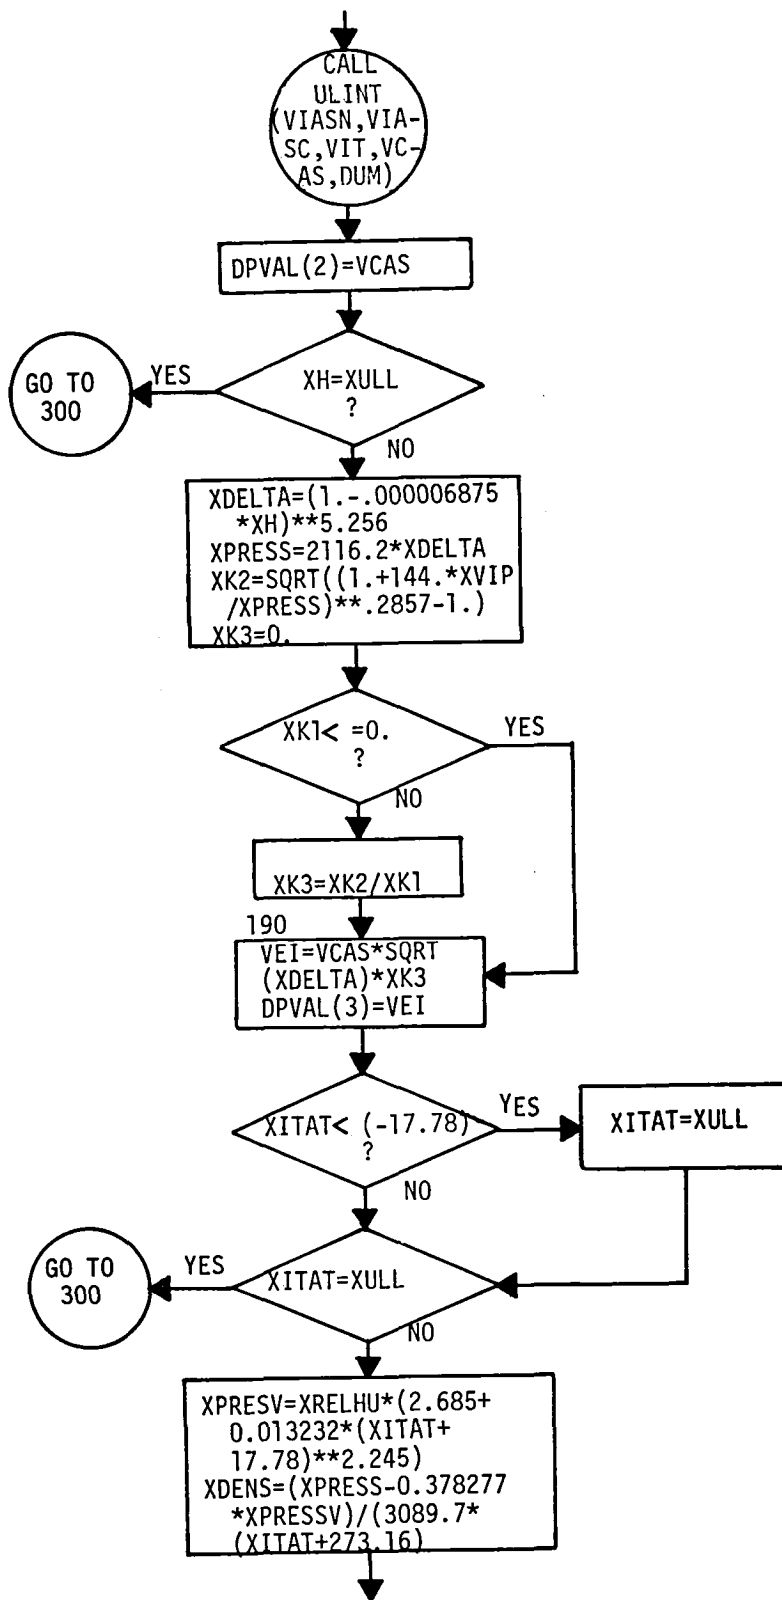 CALL
ULINT
(VIASN,VIA-
SC,VIT,VC-
AS,DUM)
DPVAL(2)=VCAS
GO TO
300
YES
XH=XULL
?
NO
XDELTA=(1.-.000006875
*XH)**5.256
XPRESS=2116.2*XDELTA
XK2=SQRT((1.+144.*XVIP
/XPRESS)**.2857-1.)
XK3=0.
XK1< =0.
?
YES
NO
XK3=XK2/XK1
190
VEI=VCAS*SQRT
(XDELTA)*XK3
DPVAL(3)=VEI
XITAT< (-17.78)
?
YES
XITAT=XULL
NO
GO TO
300
YES
XITAT=XULL
NO
XPRESV=XRELHU*(2.685+
0.013232*(XITAT+
17.78)**2.245)
XDENS=(XPRESS-0.378277
*XPRESSV)/(3089.7*
(XITAT+273.16)